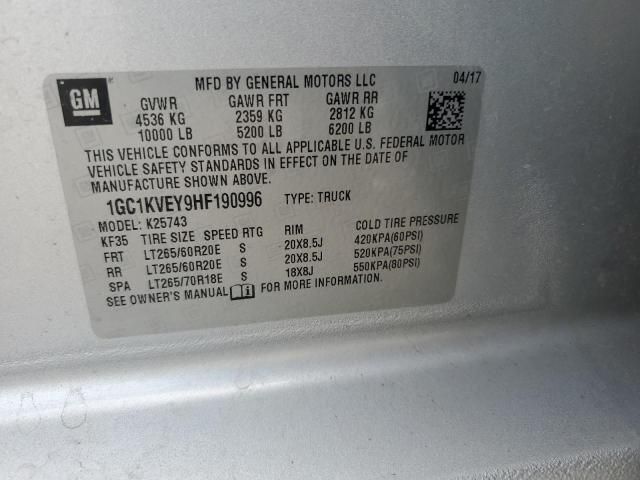 GM
MFD BY GENERAL MOTORS LLC 04/17
GVWR GAWR FRT GAWR RR
4536 KG 2359 KG 2812 KG
10000 LB 5200 LB 6200 LB
THIS VEHICLE CONFORMS TO ALL APPLICABLE U.S. FEDERAL MOTOR
VEHICLE SAFETY STANDARDS IN EFFECT ON THE DATE OF
MANUFACTURE SHOWN ABOVE.
1GC1KVEY9HF190996 TYPE: TRUCK
MODEL: K25743
KF35 TIRE SIZE SPEED RTG RIM COLD TIRE PRESSURE
FRT LT265/60R20E S 20X8.5J 420KPA(60PSI)
RR LT265/60R20E S 20X8.5J 520KPA(75PSI)
SPA LT265/70R18E S 18X8J 550KPA(80PSI)
SEE OWNER'S MANUAL FOR MORE INFORMATION.